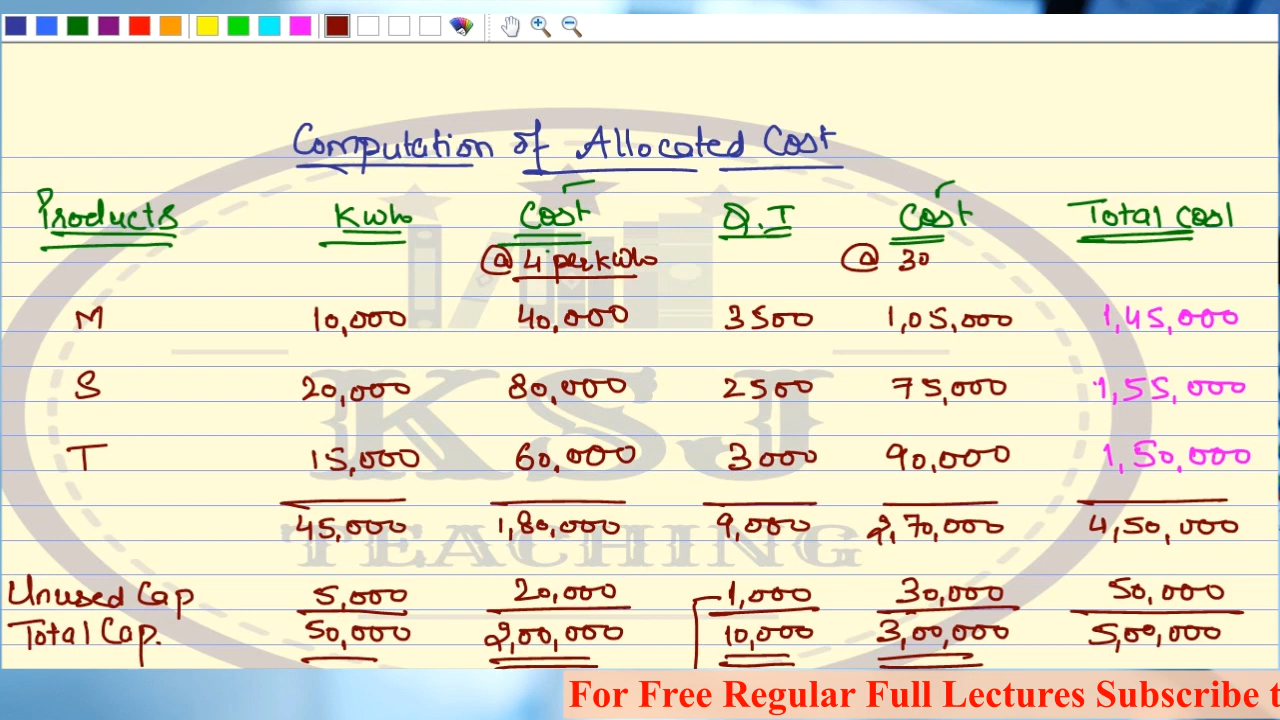 Computation of Allocated Cost
Products Kwh Cost Q.I Cost Total cost
@ 4 per kwh @ 30
M 10,000 40,000 3500 1,05,000 1,45,000
S 20,000 80,000 2500 75,000 1,55,000
T 15,000 60,000 3000 90,000 1,50,000
45,000 1,80,000 9,000 2,70,000 4,50,000
Unused Cap 5,000 20,000 1,000 30,000 50,000
Total Cap. 50,000 2,00,000 10,000 3,00,000 5,00,000
KSJ
TEACHING
For Free Regular Full Lectures Subscribe t